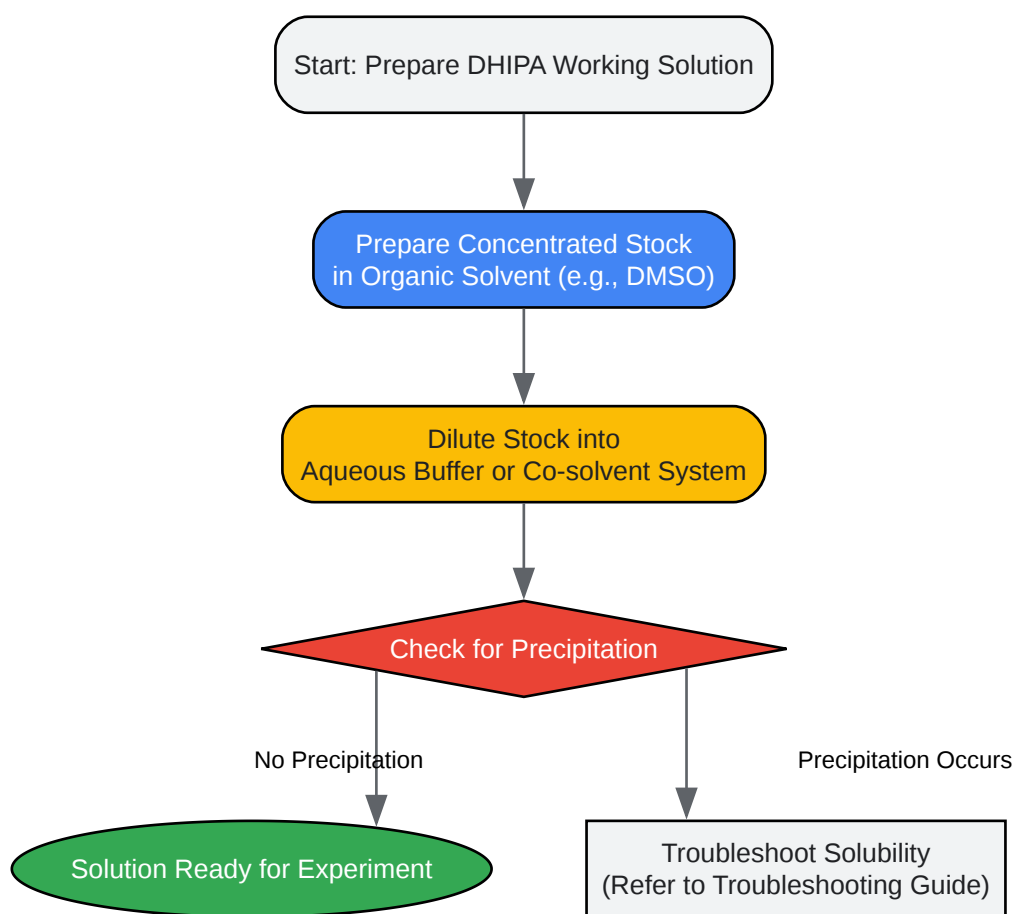 Start: Prepare DHIPA Working Solution
Prepare Concentrated Stock
in Organic Solvent (e.g., DMSO)
Dilute Stock into
Aqueous Buffer or Co-solvent System
Check for Precipitation
No Precipitation
Precipitation Occurs
Solution Ready for Experiment
Troubleshoot Solubility
(Refer to Troubleshooting Guide)